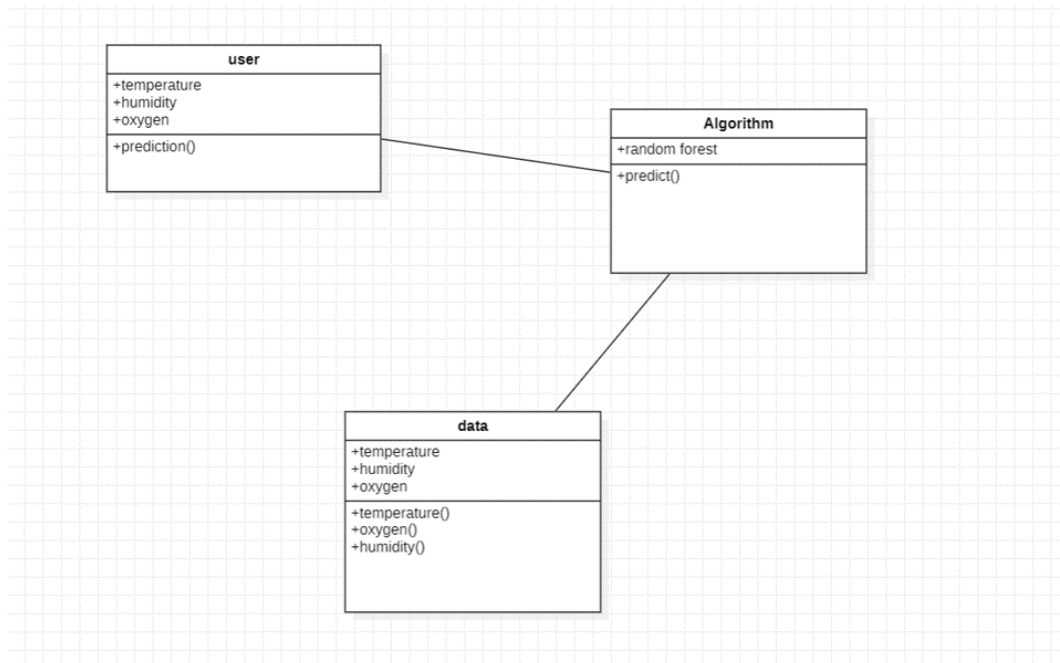 user
+temperature
+humidity
+oxygen
+prediction()
Algorithm
+random forest
+predict()
data
+temperature
+humidity
+oxygen
+temperature()
+oxygen()
+humidity()